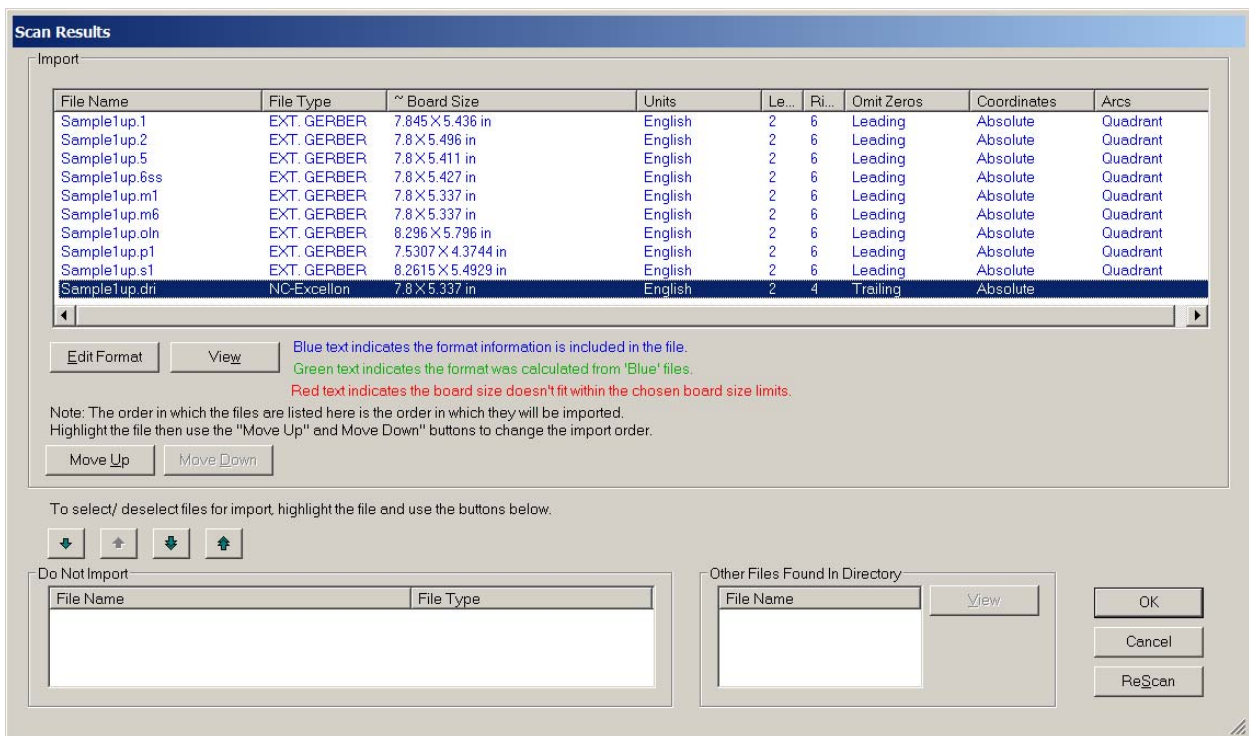 Scan Results
Import
File Name File Type ~ Board Size Units Le... Ri... Omit Zeros Coordinates Arcs
Sample1up.1 EXT. GERBER 7.845 X 5.436 in English 2 6 Leading Absolute Quadrant
Sample1up.2 EXT. GERBER 7.8 X 5.496 in English 2 6 Leading Absolute Quadrant
Sample1up.5 EXT. GERBER 7.8 X 5.411 in English 2 6 Leading Absolute Quadrant
Sample1up.6ss EXT. GERBER 7.8 X 5.427 in English 2 6 Leading Absolute Quadrant
Sample1up.m1 EXT. GERBER 7.8 X 5.337 in English 2 6 Leading Absolute Quadrant
Sample1up.m6 EXT. GERBER 7.8 X 5.337 in English 2 6 Leading Absolute Quadrant
Sample1up.oln EXT. GERBER 8.296 X 5.796 in English 2 6 Leading Absolute Quadrant
Sample1up.p1 EXT. GERBER 7.5307 X 4.3744 in English 2 6 Leading Absolute Quadrant
Sample1up.s1 EXT. GERBER 8.2615 X 5.4929 in English 2 6 Leading Absolute Quadrant
Sample1up.dri NC-Excellon 7.8 X 5.337 in English 2 4 Trailing Absolute
Edit Format View Blue text indicates the format information is included in the file.
Green text indicates the format was calculated from 'Blue' files.
Red text indicates the board size doesn't fit within the chosen board size limits.
Note: The order in which the files are listed here is the order in which they will be imported.
Highlight the file then use the "Move Up" and Move Down" buttons to change the import order.
Move Up Move Down
To select/ deselect files for import, highlight the file and use the buttons below.
Do Not Import
File Name File Type
Other Files Found In Directory
File Name
View
OK
Cancel
ReScan